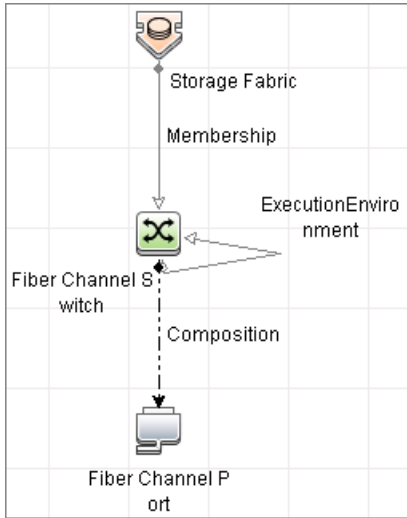 Storage Fabric
Membership
ExecutionEnviro
nment
Fiber Channel S
witch
Composition
Fiber Channel P
ort